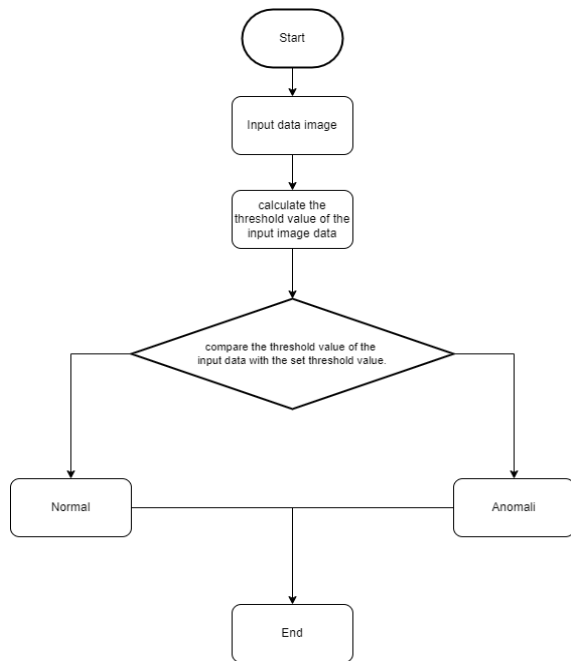 Start
Input data image
calculate the
threshold value of the
input image data
compare the threshold value of the
input data with the set threshold value.
Normal
Anomali
End